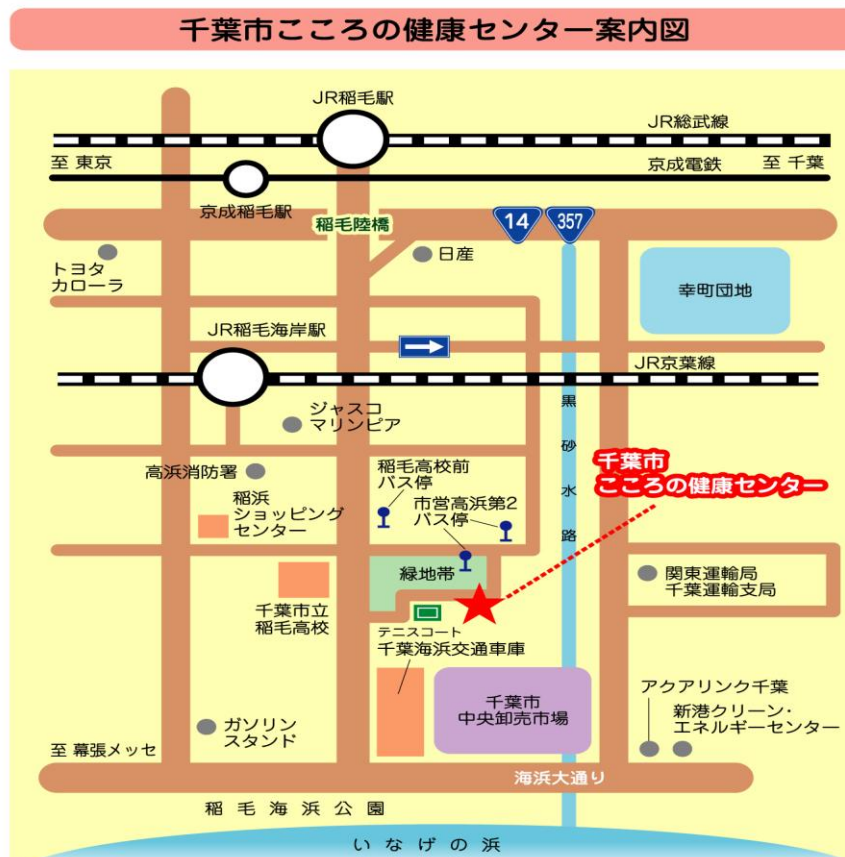 千葉市こころの健康センター案内図
JR稲毛駅
JR総武線
至 東京
京成電鉄
至 千葉
京成稲毛駅
稲毛陸橋
14
357
日産
トヨタ
カローラ
幸町団地
JR稲毛海岸駅
JR京葉線
ジャスコ
マリンピア
黒砂水路
千葉市
こころの健康センター
高浜消防署
稲毛高校前
バス停
稲浜
ショッピング
センター
市営高浜第2
バス停
緑地帯
関東運輸局
千葉運輸支局
千葉市立
稲毛高校
テニスコート
千葉海浜交通車庫
千葉市
中央卸売市場
アクアリンク千葉
新港クリーン・
エネルギーセンター
ガソリン
スタンド
至 幕張メッセ
海浜大通り
稲毛海浜公園
いなげの浜